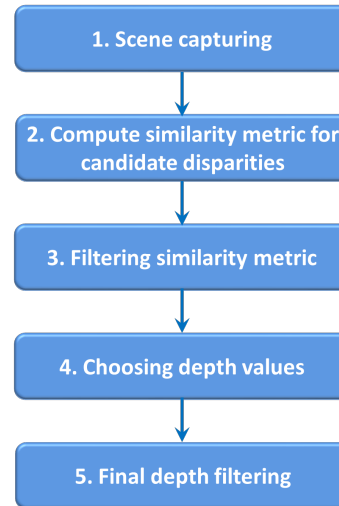 1. Scene capturing
2. Compute similarity metric for
candidate disparities
3. Filtering similarity metric
4. Choosing depth values
5. Final depth filtering